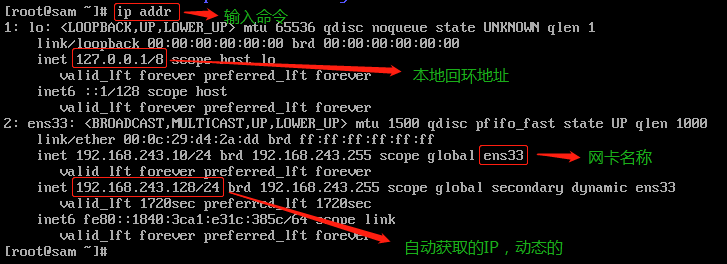 [root@sam ~]# ip addr 输入命令
1: lo: <LOOPBACK,UP,LOWER_UP> mtu 65536 qdisc noqueue state UNKNOWN qlen 1
link/loopback 00:00:00:00:00:00 brd 00:00:00:00:00:00
inet 127.0.0.1/8 scope host lo
valid_lft forever preferred_lft forever 本地回环地址
inet6 ::1/128 scope host
valid_lft forever preferred_lft forever
2: ens33: <BROADCAST,MULTICAST,UP,LOWER_UP> mtu 1500 qdisc pfifo_fast state UP qlen 1000
link/ether 00:0c:29:d4:2a:dd brd ff:ff:ff:ff:ff:ff
inet 192.168.243.10/24 brd 192.168.243.255 scope global ens33 网卡名称
valid_lft forever preferred_lft forever
inet 192.168.243.128/24 brd 192.168.243.255 scope global secondary dynamic ens33
valid_lft 1720sec preferred_lft 1720sec
inet6 fe80::1840:3ca1:e31c:385c/64 scope link
valid_lft forever preferred_lft forever 自动获取的IP，动态的
[root@sam ~]#